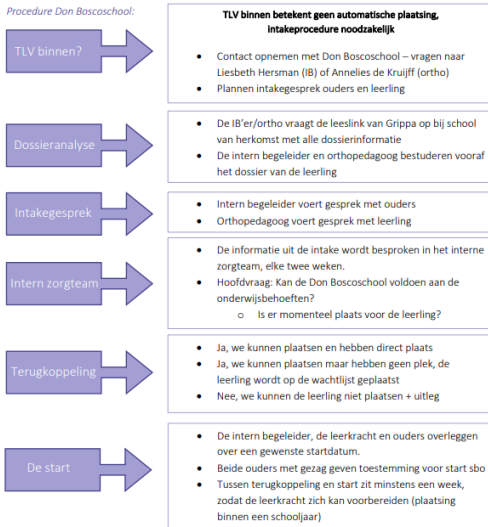 Procedure Don Boscoschool:
TLV binnen?
TLV binnen betekent geen automatische plaatsing,
intakeprocedure noodzakelijk
• Contact opnemen met Don Boscoschool – vragen naar
Liesbeth Hersman (IB) of Annelies de Kruijff (ortho)
• Plannen intakegesprek ouders en leerling
Dossieranalyse
• De IB'er/ortho vraagt de leeslink van Grippa op bij school
van herkomst met alle dossierinformatie
• De intern begeleider en orthopedagoog bestuderen vooraf
het dossier van de leerling
Intakegesprek
• Intern begeleider voert gesprek met ouders
• Orthopedagoog voert gesprek met leerling
Intern zorgteam
• De informatie uit de intake wordt besproken in het interne
zorgteam, elke twee weken.
• Hoofdvraag: Kan de Don Boscoschool voldoen aan de
onderwijsbehoeften?
o Is er momenteel plaats voor de leerling?
Terugkoppeling
• Ja, we kunnen plaatsen en hebben direct plaats
• Ja, we kunnen plaatsen maar hebben geen plek, de
leerling wordt op de wachtlijst geplaatst
• Nee, we kunnen de leerling niet plaatsen + uitleg
De start
• De intern begeleider, de leerkracht en ouders overleggen
over een gewenste startdatum.
• Beide ouders met gezag geven toestemming voor start sbo
• Tussen terugkoppeling en start zit minstens een week,
zodat de leerkracht zich kan voorbereiden (plaatsing
binnen een schooljaar)